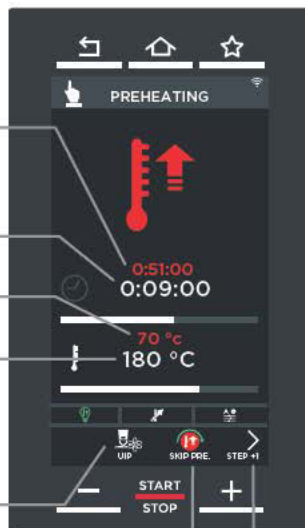 PREHEATING
0:51:00
0:09:00
70 °c
180 °C
UIP SKIP PRE. STEP +1
START
STOP